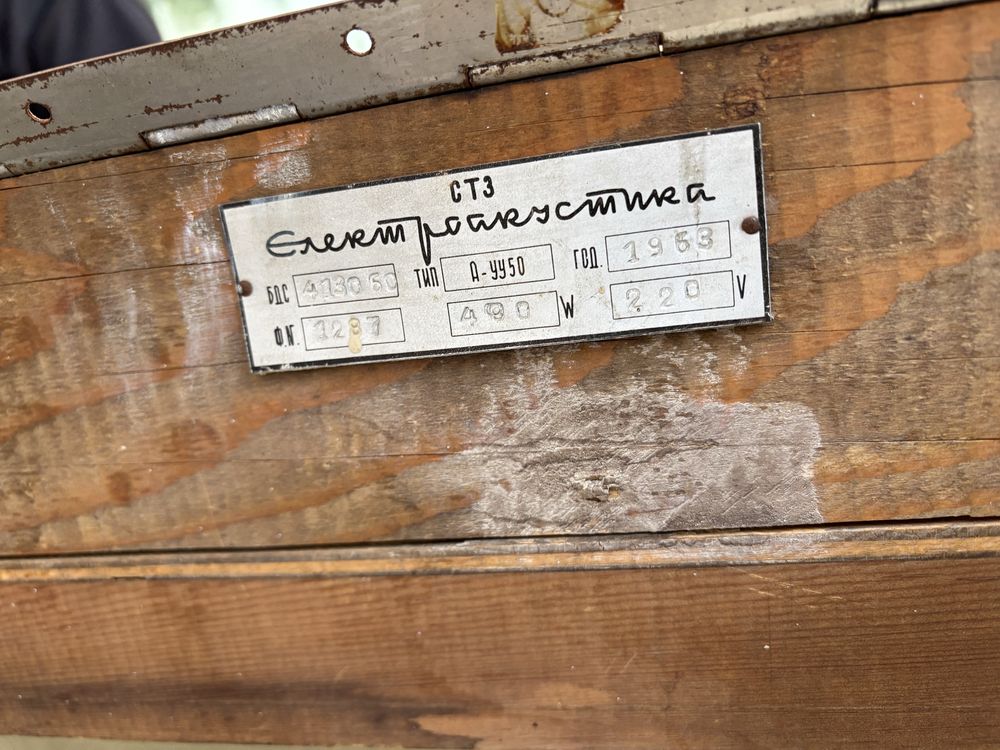 СТЗ
Електроакустика
БДС 4130 60 ТИП А-УУ50 ГОД. 1963
Ф.№. 1287 490 W 220 V